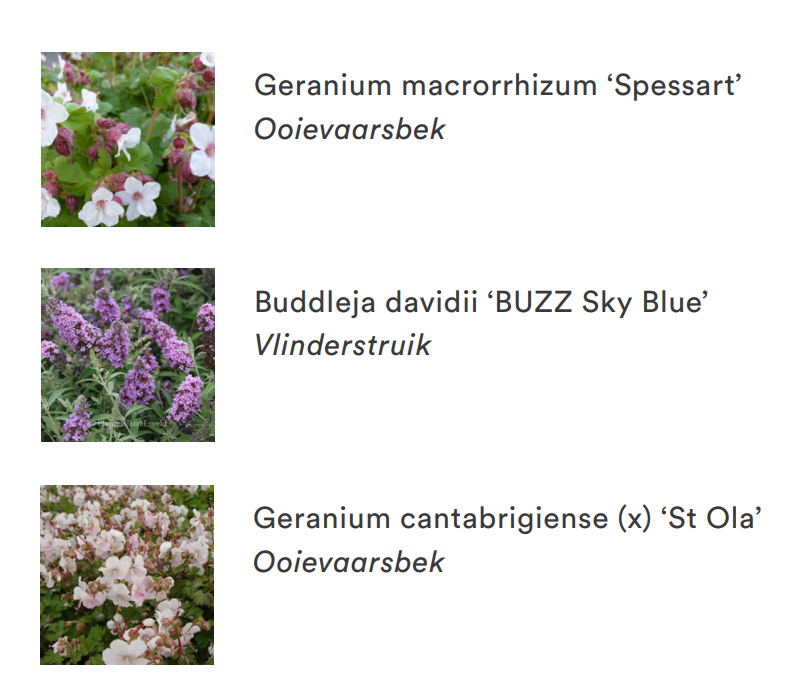 Geranium macrorrhizum ‘Spessart’
Ooievaarsbek
Buddleja davidii ‘BUZZ Sky Blue’
Vlinderstruik
Geranium cantabrigiense (x) ‘St Ola’
Ooievaarsbek